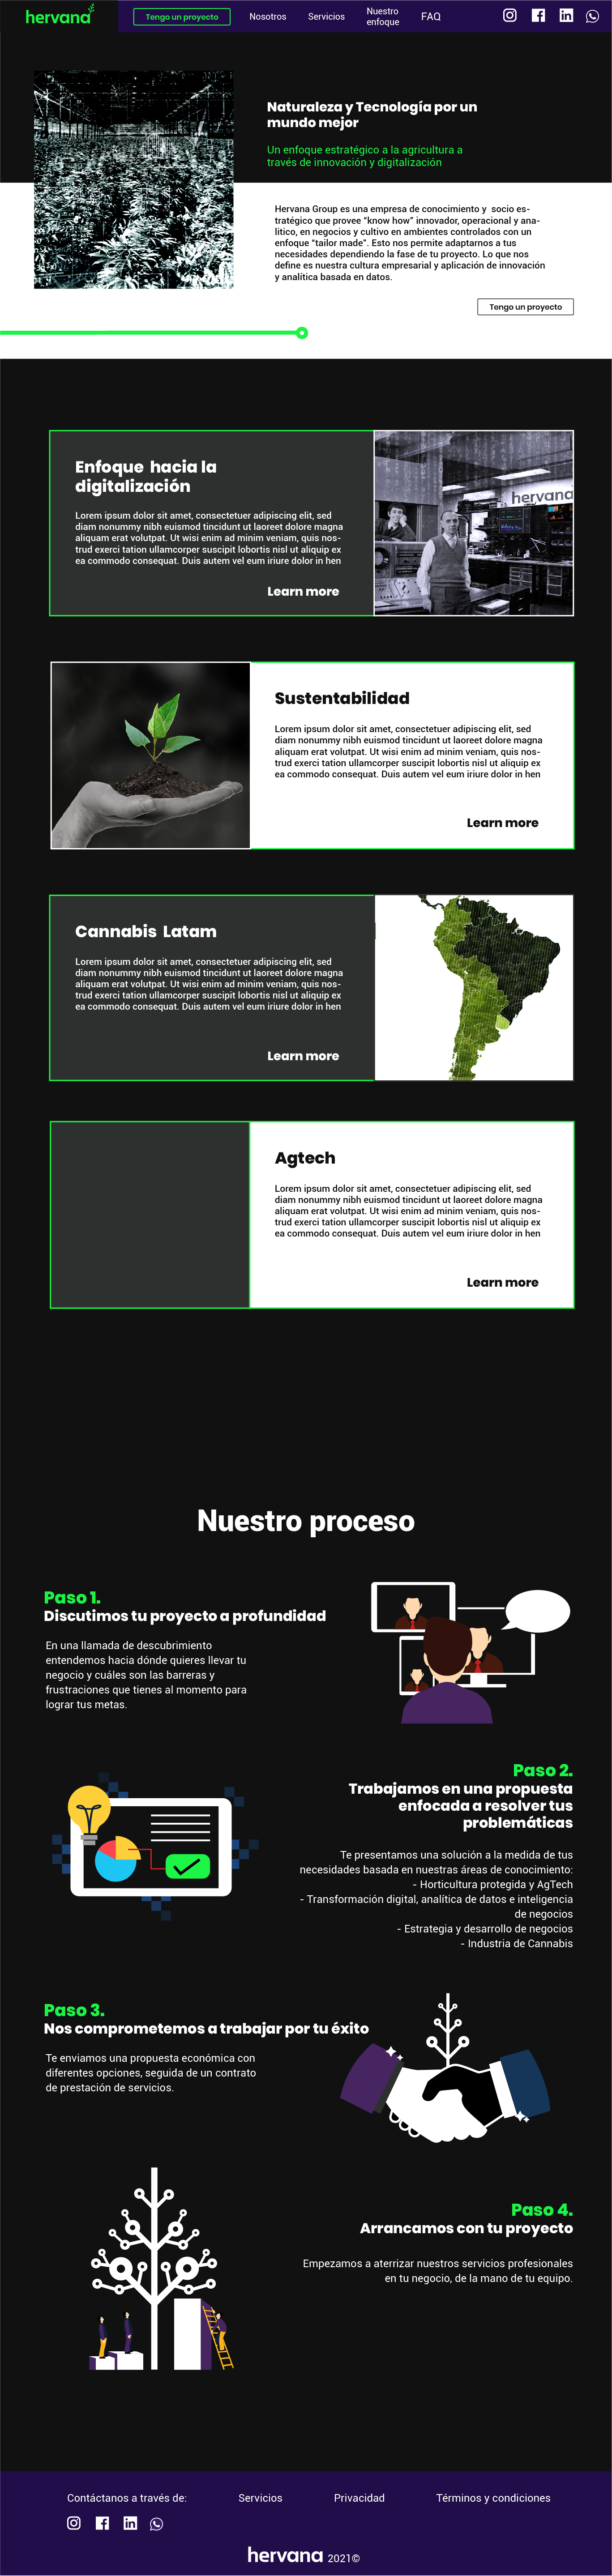 hervana
Tengo un proyecto
Nosotros
Servicios
Nuestro
enfoque
FAQ
Naturaleza y Tecnología por un
mundo mejor
Un enfoque estratégico a la agricultura a
través de innovación y digitalización
Hervana Group es una empresa de conocimiento y socio es-
tratégico que provee “know how” innovador, operacional y ana-
litico, en negocios y cultivo en ambientes controlados con un
enfoque “tailor made”. Esto nos permite adaptarnos a tus
necesidades dependiendo la fase de tu proyecto. Lo que nos
define es nuestra cultura empresarial y aplicación de innovación
y analítica basada en datos.
Tengo un proyecto
Enfoque hacia la
digitalización
Lorem ipsum dolor sit amet, consectetuer adipiscing elit, sed
diam nonummy nibh euismod tincidunt ut laoreet dolore magna
aliquam erat volutpat. Ut wisi enim ad minim veniam, quis nos-
trud exerci tation ullamcorper suscipit lobortis nisl ut aliquip ex
ea commodo consequat. Duis autem vel eum iriure dolor in hen
Learn more
hervana
Sustentabilidad
Lorem ipsum dolor sit amet, consectetuer adipiscing elit, sed
diam nonummy nibh euismod tincidunt ut laoreet dolore magna
aliquam erat volutpat. Ut wisi enim ad minim veniam, quis nos-
trud exerci tation ullamcorper suscipit lobortis nisl ut aliquip ex
ea commodo consequat. Duis autem vel eum iriure dolor in hen
Learn more
Cannabis Latam
Lorem ipsum dolor sit amet, consectetuer adipiscing elit, sed
diam nonummy nibh euismod tincidunt ut laoreet dolore magna
aliquam erat volutpat. Ut wisi enim ad minim veniam, quis nos-
trud exerci tation ullamcorper suscipit lobortis nisl ut aliquip ex
ea commodo consequat. Duis autem vel eum iriure dolor in hen
Learn more
Agtech
Lorem ipsum dolor sit amet, consectetuer adipiscing elit, sed
diam nonummy nibh euismod tincidunt ut laoreet dolore magna
aliquam erat volutpat. Ut wisi enim ad minim veniam, quis nos-
trud exerci tation ullamcorper suscipit lobortis nisl ut aliquip ex
ea commodo consequat. Duis autem vel eum iriure dolor in hen
Learn more
Nuestro proceso
Paso 1.
Discutimos tu proyecto a profundidad
En una llamada de descubrimiento
entendemos hacia dónde quieres llevar tu
negocio y cuáles son las barreras y
frustraciones que tienes al momento para
lograr tus metas.
Paso 2.
Trabajamos en una propuesta
enfocada a resolver tus
problemáticas
Te presentamos una solución a la medida de tus
necesidades basada en nuestras áreas de conocimiento:
- Horticultura protegida y AgTech
- Transformación digital, analítica de datos e inteligencia
de negocios
- Estrategia y desarrollo de negocios
- Industria de Cannabis
Paso 3.
Nos comprometemos a trabajar por tu éxito
Te enviamos una propuesta económica con
diferentes opciones, seguida de un contrato
de prestación de servicios.
Paso 4.
Arrancamos con tu proyecto
Empezamos a aterrizar nuestros servicios profesionales
en tu negocio, de la mano de tu equipo.
Contáctanos a través de:
Servicios
Privacidad
Términos y condiciones
hervana 2021©